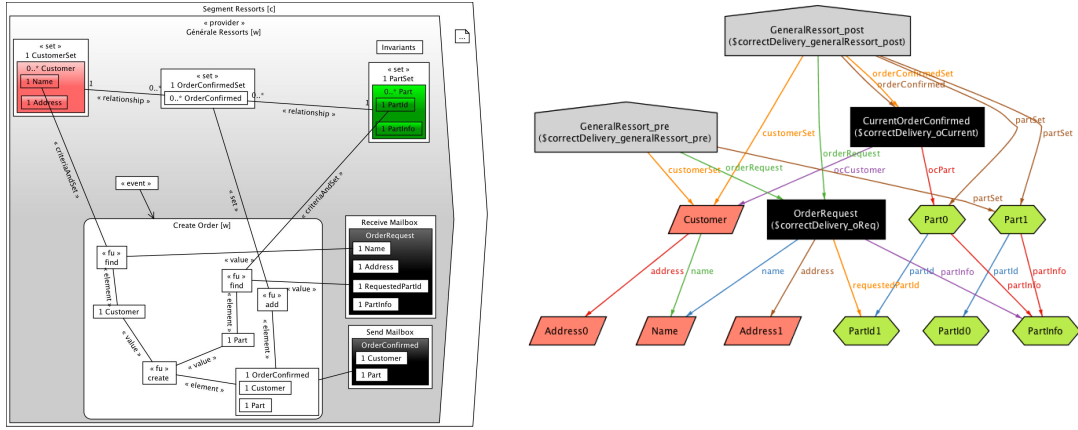 Segment Ressorts [c]
« provider »
Générale Ressorts [w]
...
« set »
1 CustomerSet
0..* Customer
1 Name
1 Address
1
0..*
« relationship »
« set »
1 OrderConfirmedSet
0..* OrderConfirmed
0..*
« relationship »
1
Invariants
« set »
1 PartSet
0..* Part
1 PartId
1 PartInfo
« criteriaAndSet »
« event »
« set »
« criteriaAndSet »
Create Order [w]
« fu »
find
« value »
« fu »
find
« value »
« fu »
add
« element »
« element »
« element »
1 Customer
« value »
1 Part
« value »
« fu »
create
« element »
1 OrderConfirmed
1 Customer
1 Part
Receive Mailbox
OrderRequest
1 Name
1 Address
1 RequestedPartId
1 PartInfo
Send Mailbox
OrderConfirmed
1 Customer
1 Part
GeneralRessort_post
($correctDelivery_generalRessort_post)
orderConfirmedSet
orderConfirmed
GeneralRessort_pre
($correctDelivery_generalRessort_pre)
CurrentOrderConfirmed
($correctDelivery_oCurrent)
customerSet
partSet
partSet
customerSet
orderRequest
orderRequest
ocCustomer
ocPart
partSet
Customer
OrderRequest
($correctDelivery_oReq)
Part0
Part1
address
name
name
address
requestedPartId
partInfo
partId
partId
partInfo
partInfo
Address0
Name
Address1
PartId1
PartId0
PartInfo